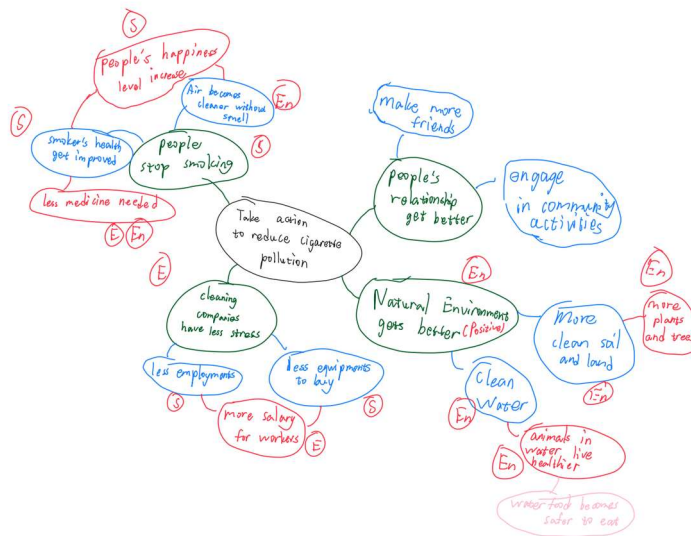 S
people's happiness
level increase
Air becomes
cleaner without
smell
En
S
smoker's health
get improved
people
stop smoking
S
less medicine needed
E
En
make more
friends
people's
relationship
get better
engage
in community
activities
Take action
to reduce cigarette
pollution
E
cleaning
companies
have less stress
less employments
S
less equipments
to buy
S
more salary
for workers
E
En
Natural Environment
gets better (Positive)
More
clean soil
and land
En
En
more
plants
and trees
clean
water
En
animals in
water live
healthier
En
water food becomes
safer to eat